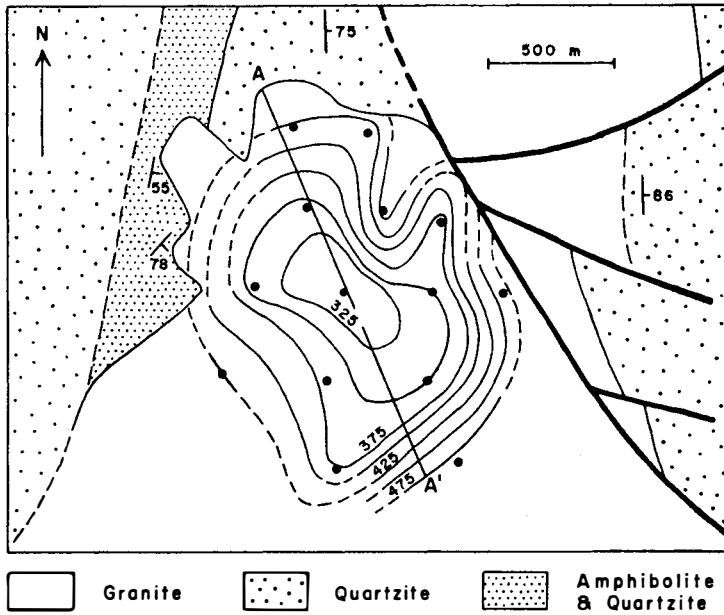 N
75
500 m
A
55
86
78
325
375
425
475
A'
Granite
Quartzite
Amphibolite
& Quartzite